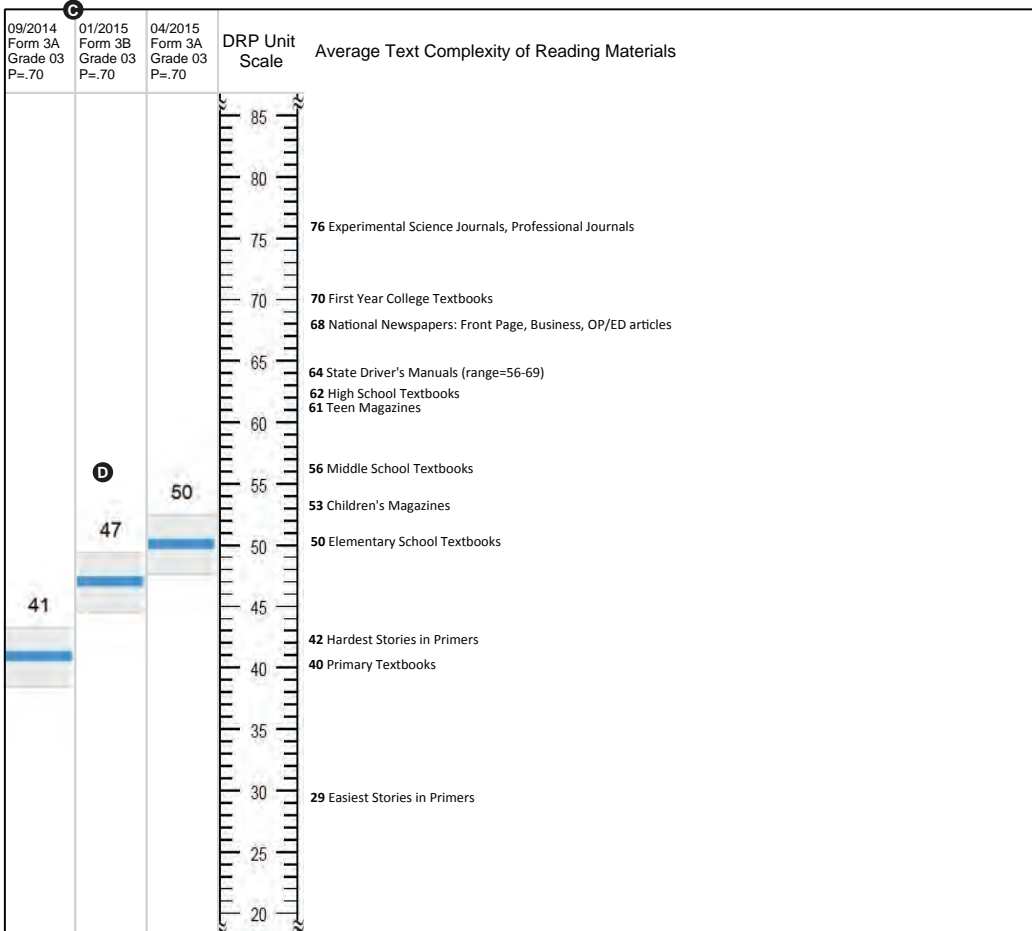 C
09/2014
Form 3A
Grade 03
P=.70
01/2015
Form 3B
Grade 03
P=.70
04/2015
Form 3A
Grade 03
P=.70
DRP Unit
Scale
Average Text Complexity of Reading Materials
85
80
76 Experimental Science Journals, Professional Journals
75
70
70 First Year College Textbooks
68 National Newspapers: Front Page, Business, OP/ED articles
65
64 State Driver's Manuals (range=56-69)
62 High School Textbooks
61 Teen Magazines
60
D
56 Middle School Textbooks
55
50
53 Children's Magazines
47
50
50 Elementary School Textbooks
41
45
42 Hardest Stories in Primers
40
40 Primary Textbooks
35
30
29 Easiest Stories in Primers
25
20